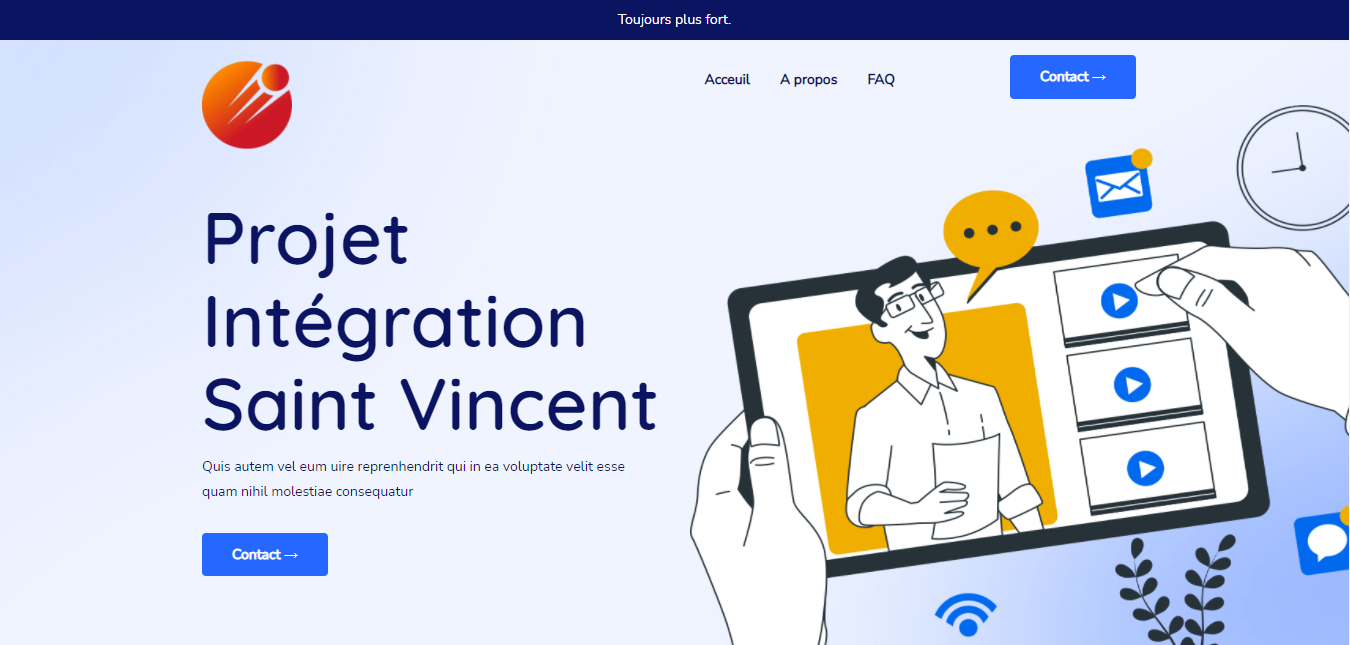 Toujours plus fort.
Acceuil
A propos
FAQ
Contact →
Projet
Intégration
Saint Vincent
Quis autem vel eum uire reprenhendrit qui in ea voluptate velit esse
quam nihil molestiae consequatur
Contact →